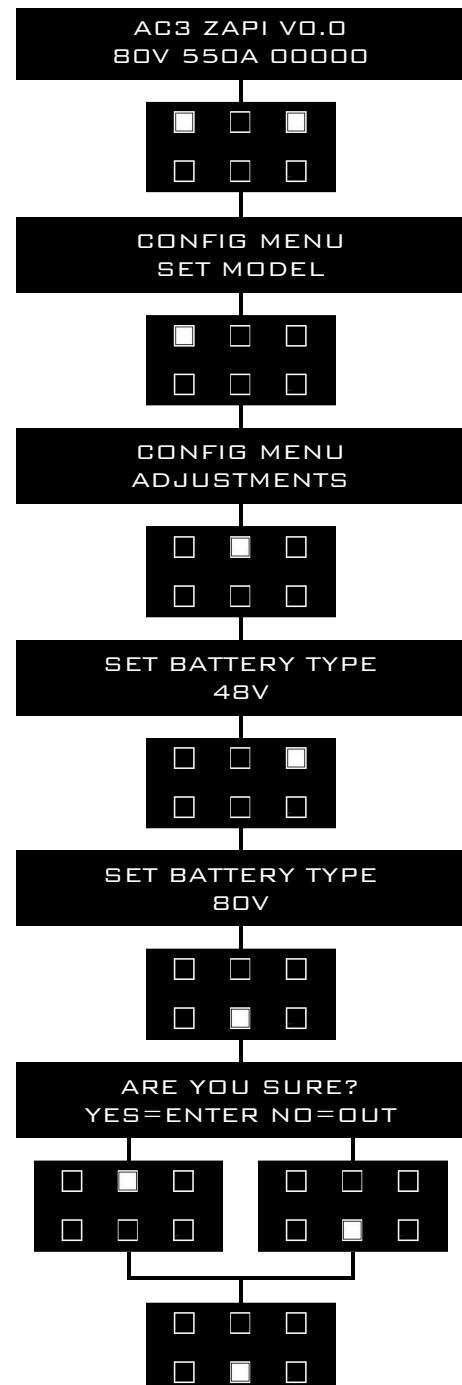 AC3 ZAPI V0.0
80V 550A 00000
CONFIG MENU
SET MODEL
CONFIG MENU
ADJUSTMENTS
SET BATTERY TYPE
48V
SET BATTERY TYPE
80V
ARE YOU SURE?
YES=ENTER NO=OUT